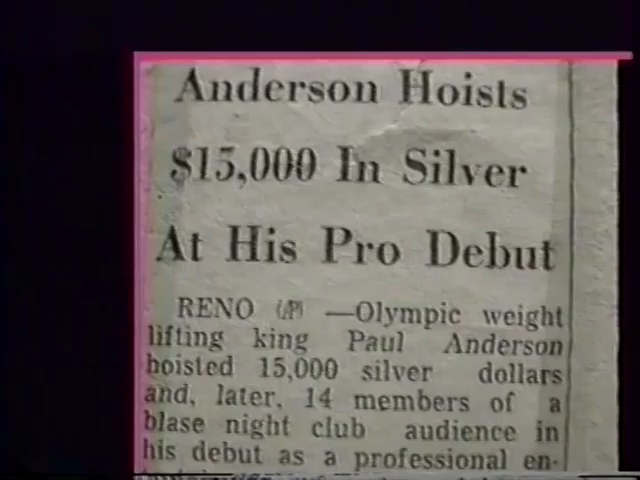 Anderson Hoists
$15,000 In Silver
At His Pro Debut
RENO (AP) —Olympic weight
lifting king Paul Anderson
hoisted 15,000 silver dollars
and, later, 14 members of a
blase night club audience in
his debut as a professional en-